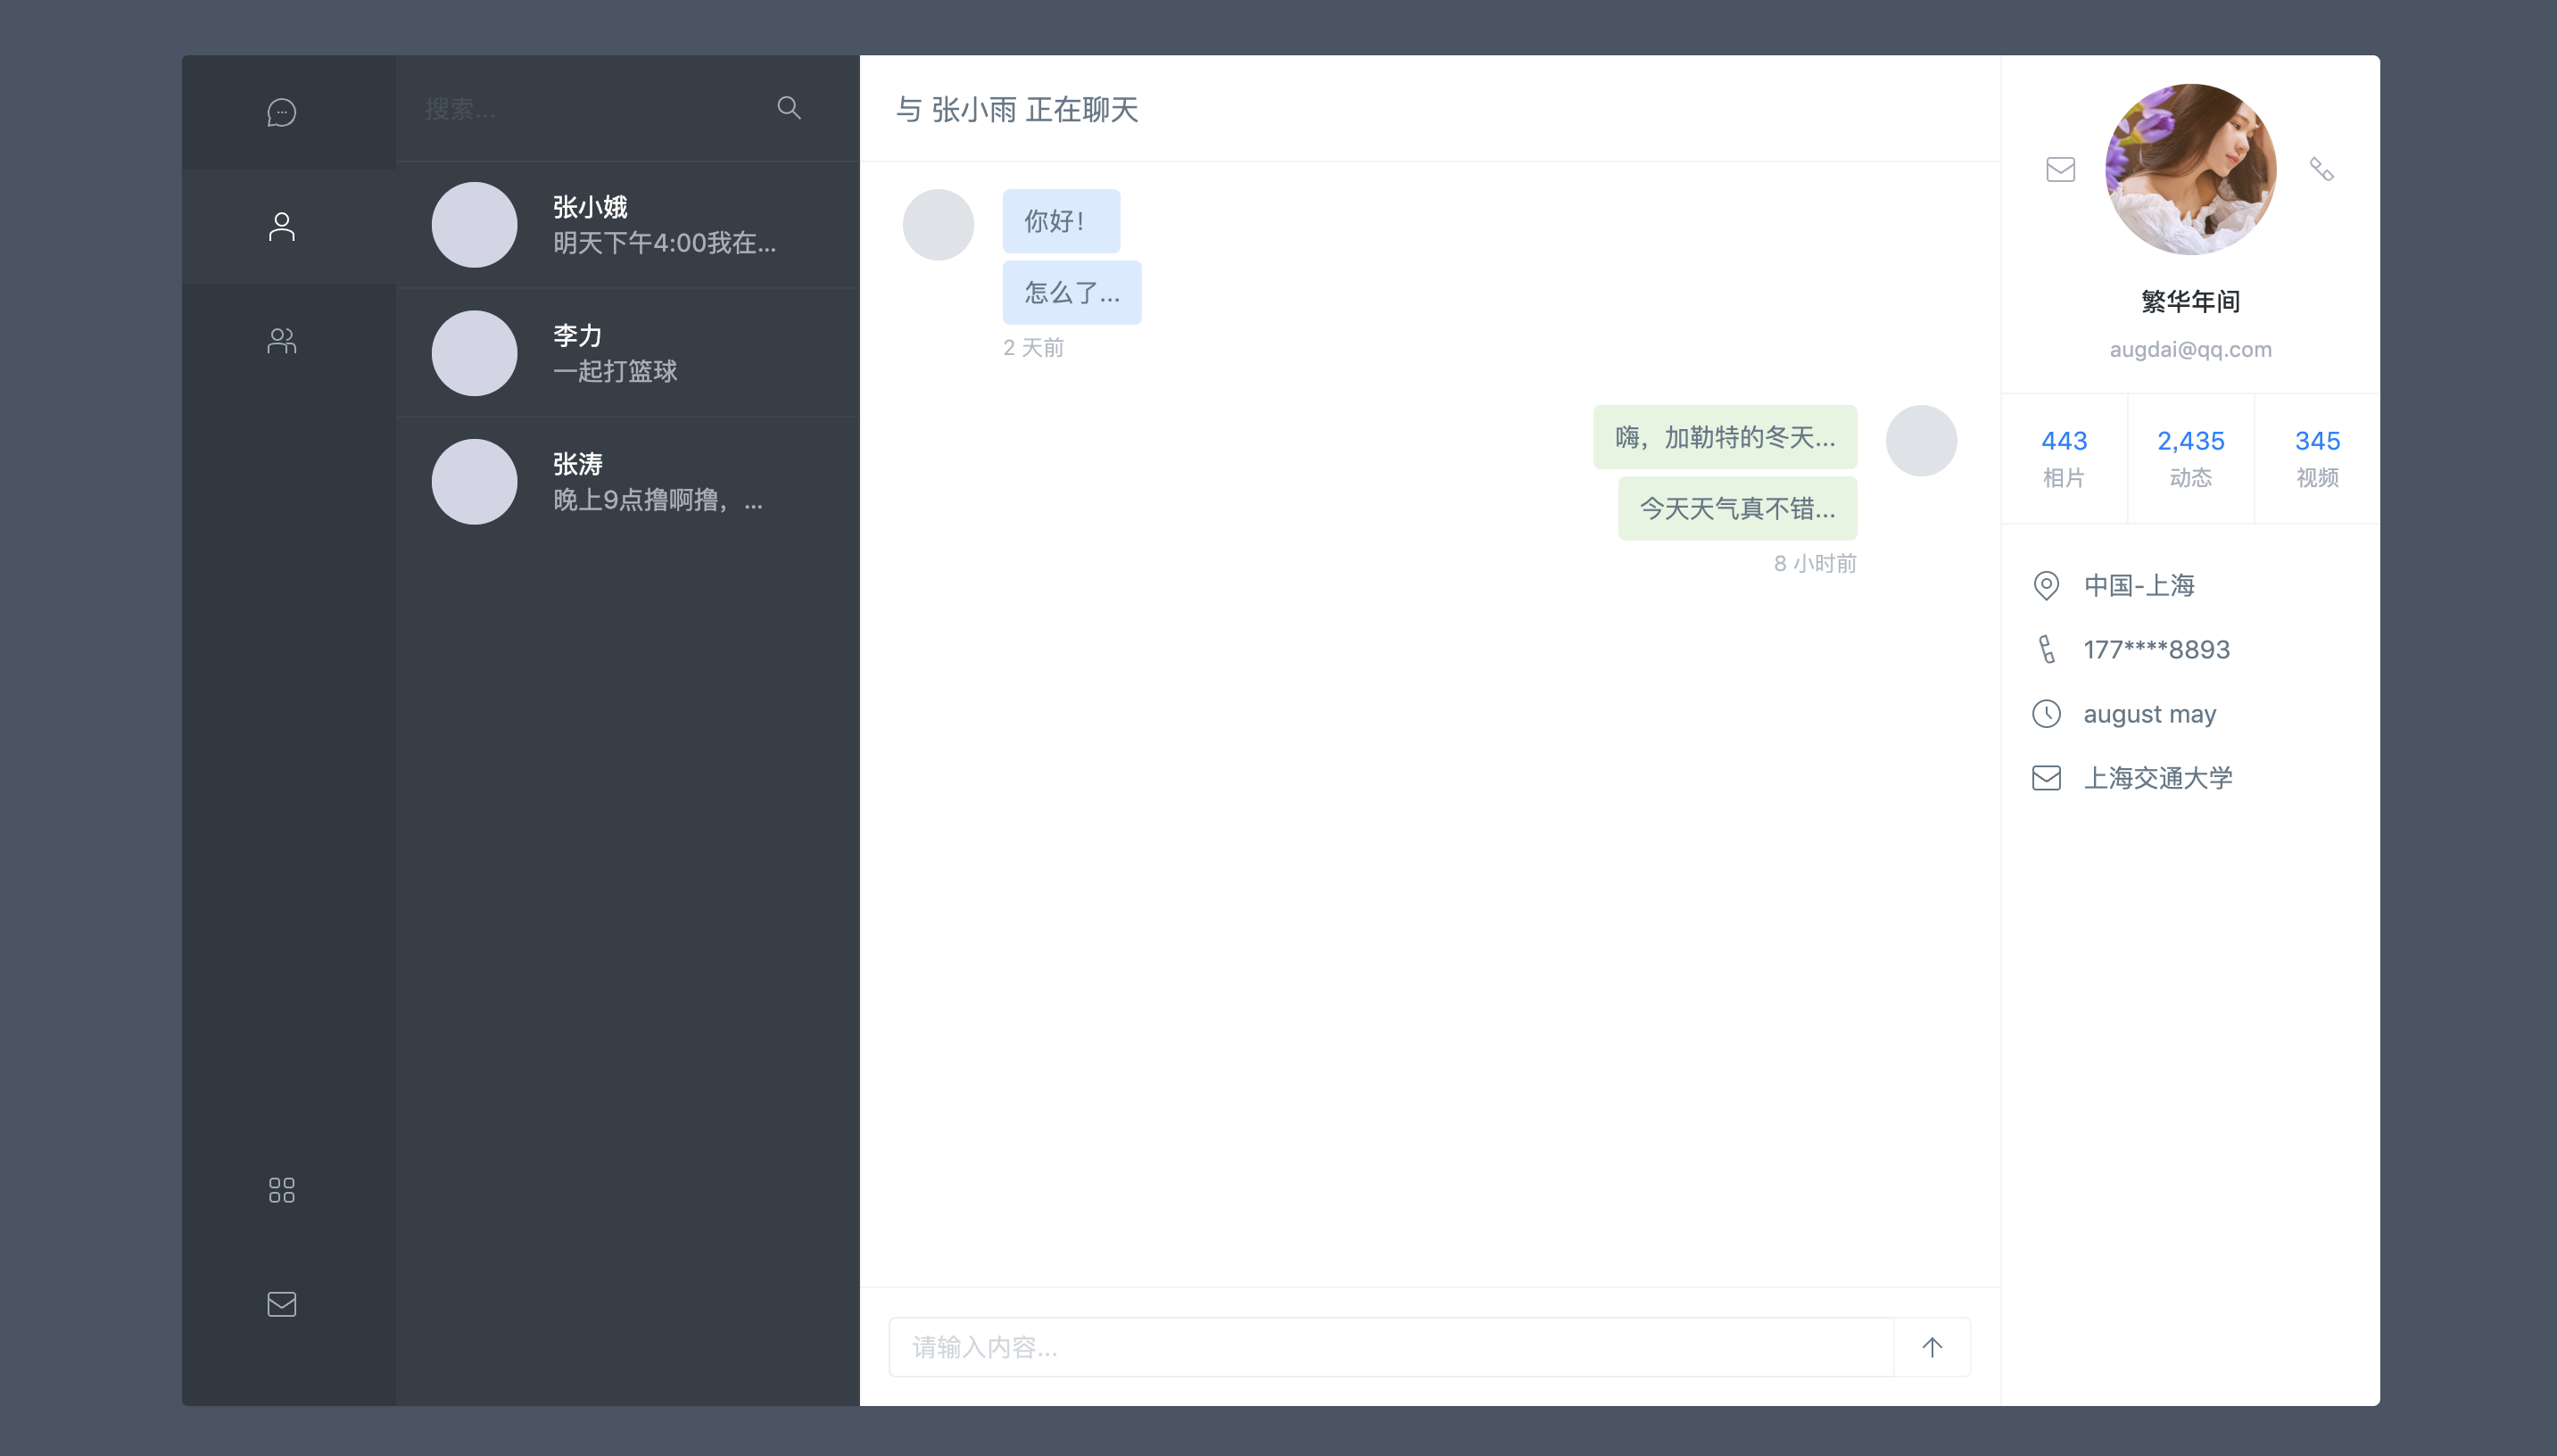 搜索...
张小娥
明天下午4:00我在...
李力
一起打篮球
张涛
晚上9点撸啊撸，...
与 张小雨 正在聊天
你好！
怎么了...
2 天前
嗨，加勒特的冬天...
今天天气真不错...
8 小时前
请输入内容...
繁华年间
augdai@qq.com
443
相片
2,435
动态
345
视频
中国-上海
177****8893
august may
上海交通大学